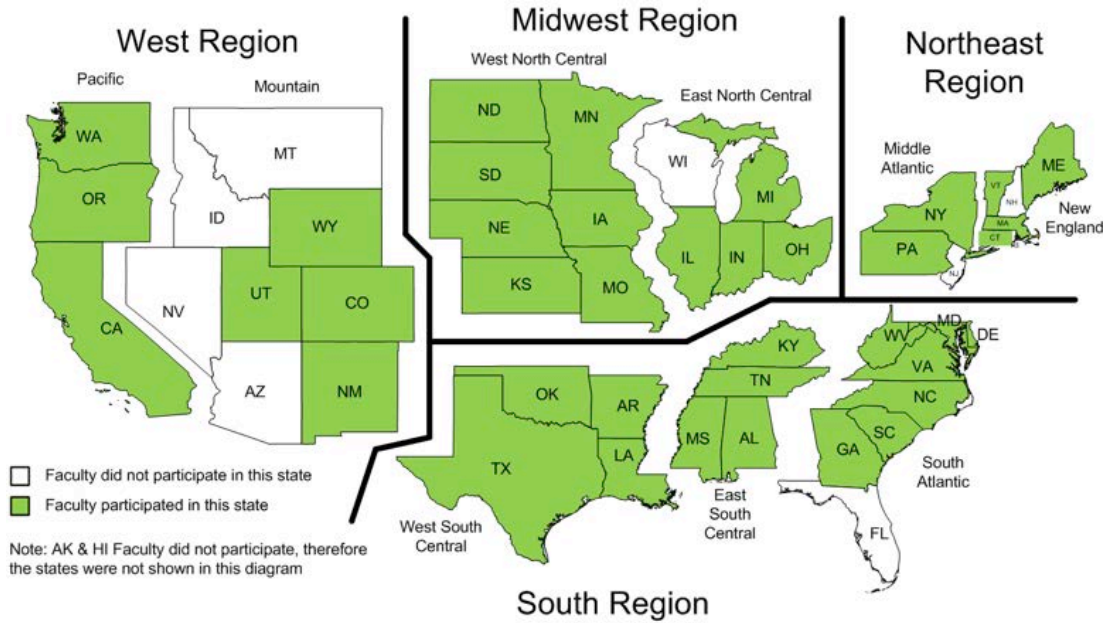 West Region
Pacific
Mountain
WA
OR
CA
MT
ID
WY
NV
UT
CO
AZ
NM
Midwest Region
West North Central
East North Central
ND
MN
SD
IA
NE
KS
MO
WI
MI
IL
IN
OH
Northeast
Region
Middle
Atlantic
New
England
ME
VT
NH
NY
MA
CT
PA
NJ
KY
TN
WV
MD
DE
VA
NC
SC
GA
OK
AR
TX
LA
MS
AL
FL
South
Atlantic
East
South
Central
West South
Central
South Region
Faculty did not participate in this state
Faculty participated in this state
Note: AK & HI Faculty did not participate, therefore
the states were not shown in this diagram